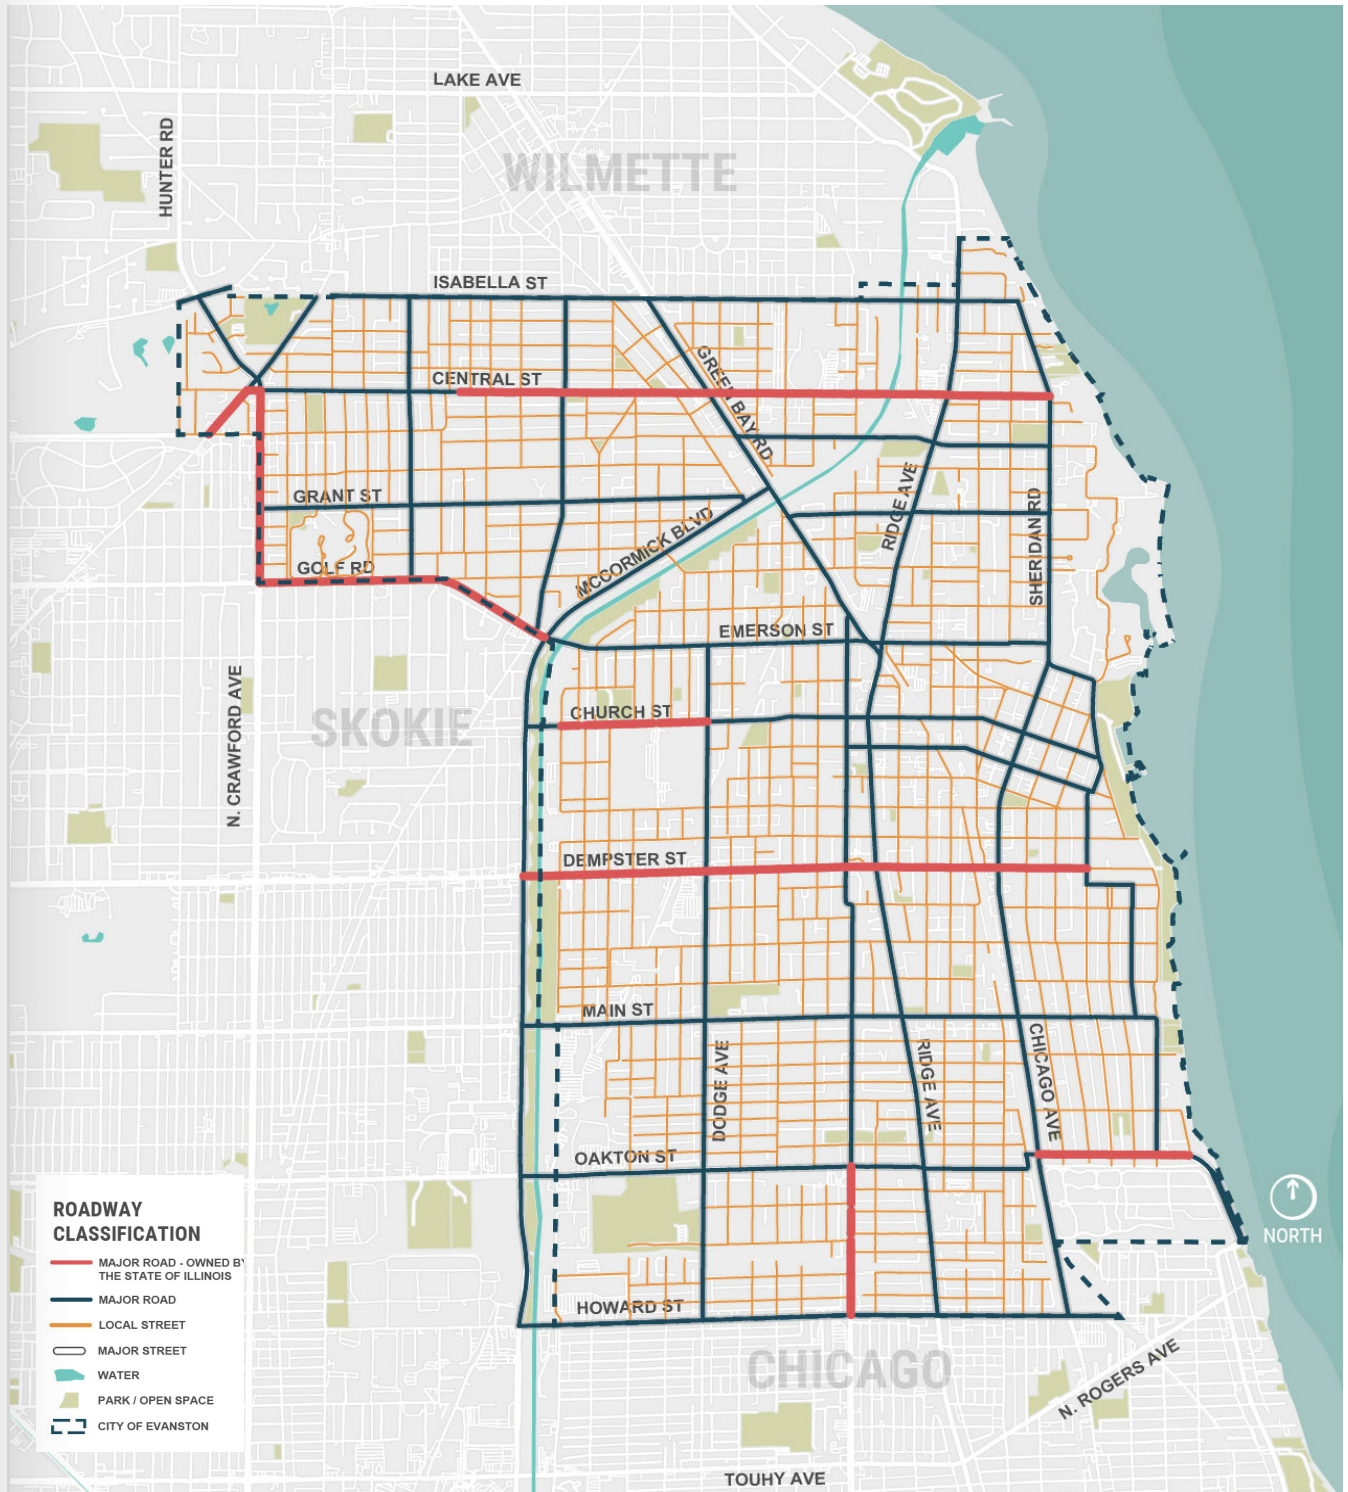 LAKE AVE
HUNTER RD
WILMETTE
ISABELLA ST
CENTRAL ST
GREEN BAY RD
GRANT ST
RIDGE AVE
SHERIDAN RD
MCCORMICK BLVD
GOLF RD
EMERSON ST
N. CRAWFORD AVE
SKOKIE
CHURCH ST
DEMPSTER ST
MAIN ST
DODGE AVE
RIDGE AVE
CHICAGO AVE
OAKTON ST
HOWARD ST
NORTH
CHICAGO
N. ROGERS AVE
TOUHY AVE
ROADWAY
CLASSIFICATION
MAJOR ROAD - OWNED BY
THE STATE OF ILLINOIS
MAJOR ROAD
LOCAL STREET
MAJOR STREET
WATER
PARK / OPEN SPACE
CITY OF EVANSTON